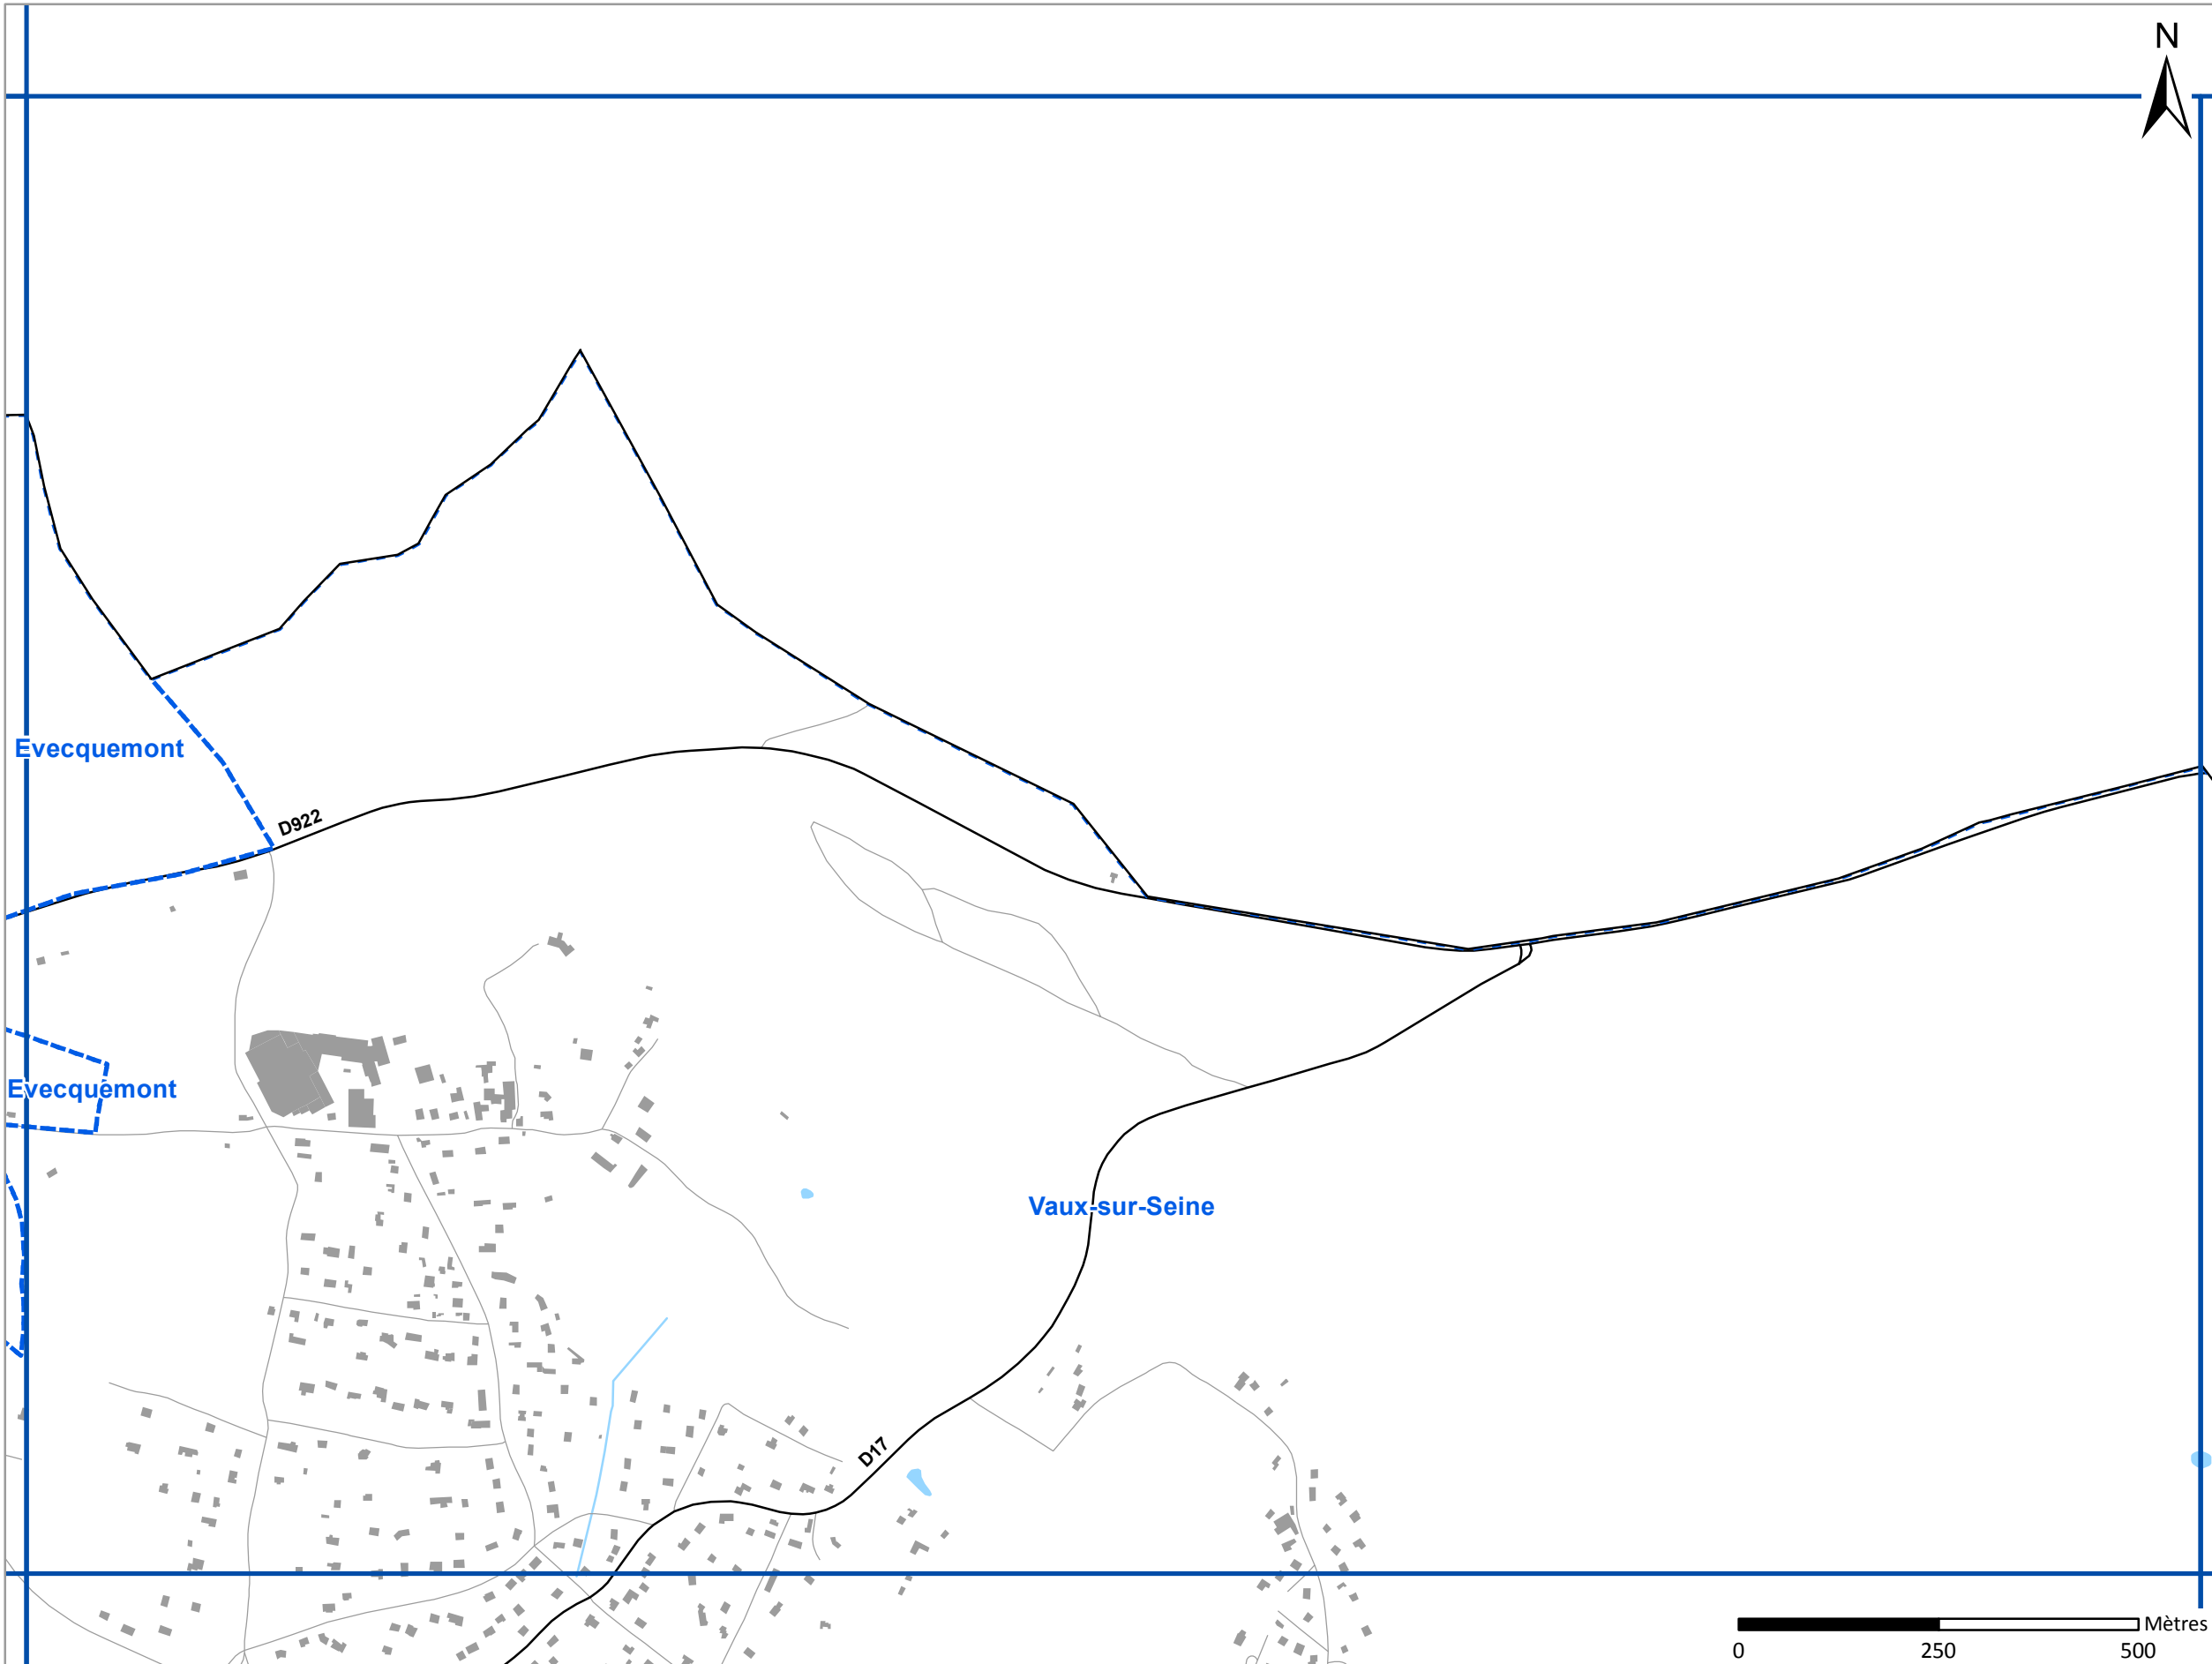 N
Evecquemont
D922
Evecquemont
Vaux-sur-Seine
D17
Mètres
0 250 500